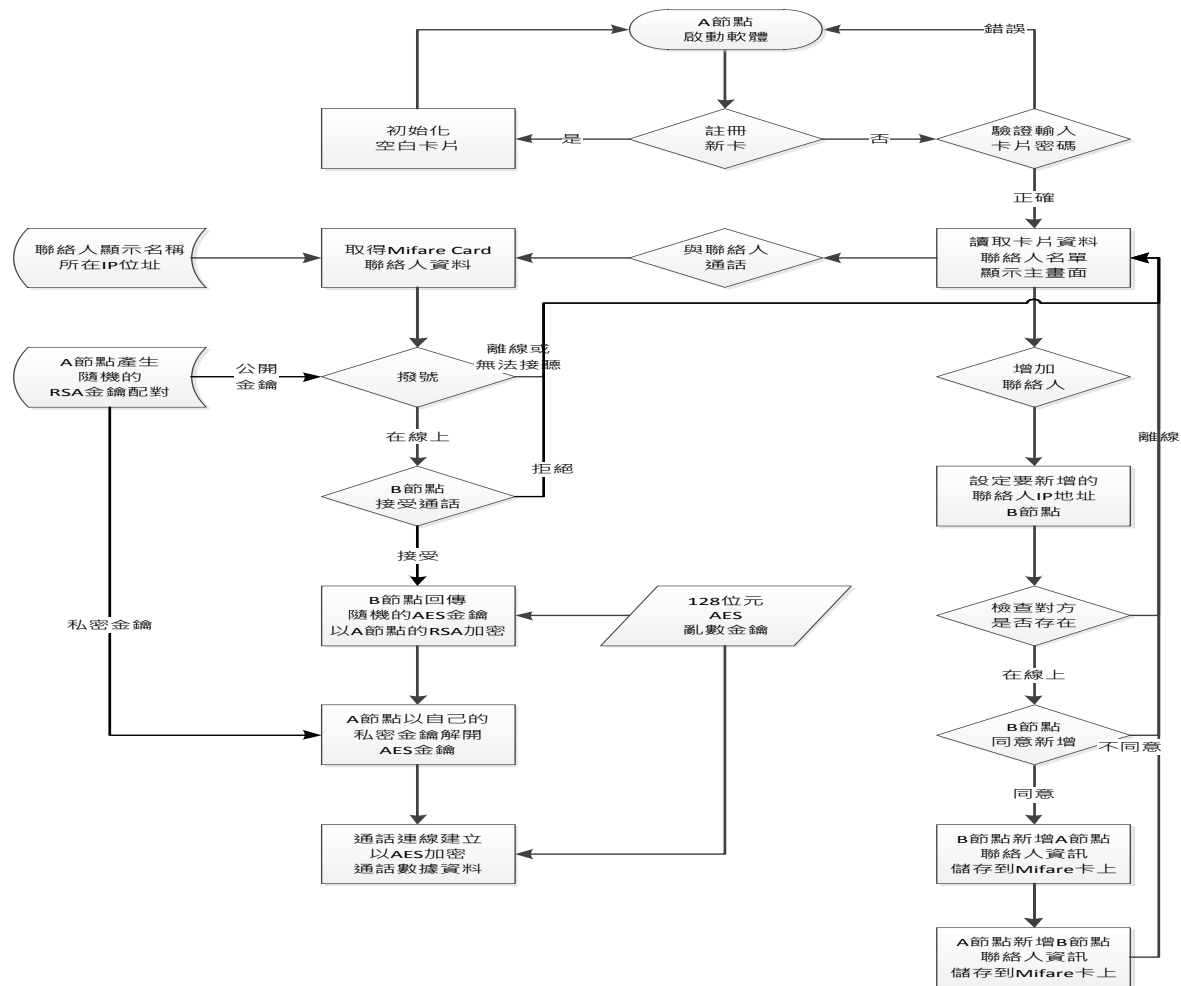 A節點
啟動軟體
錯誤
初始化
空白卡片
是
註冊
新卡
否
驗證輸入
卡片密碼
正確
聯絡人顯示名稱
所在IP位址
取得Mifare Card
聯絡人資料
與聯絡人
通話
讀取卡片資料
聯絡人名單
顯示主畫面
A節點產生
隨機的
RSA金鑰配對
公開
金鑰
撥號
離線或
無法接聽
增加
聯絡人
在線上
離線
B節點
接受通話
拒絕
設定要新增的
聯絡人IP地址
B節點
接受
私密金鑰
B節點回傳
隨機的AES金鑰
以A節點的RSA加密
128位元
AES
亂數金鑰
檢查對方
是否存在
在線上
A節點以自己的
私密金鑰解開
AES金鑰
B節點
同意新增
不同意
同意
通話連線建立
以AES加密
通話數據資料
B節點新增A節點
聯絡人資訊
儲存到Mifare卡上
A節點新增B節點
聯絡人資訊
儲存到Mifare卡上